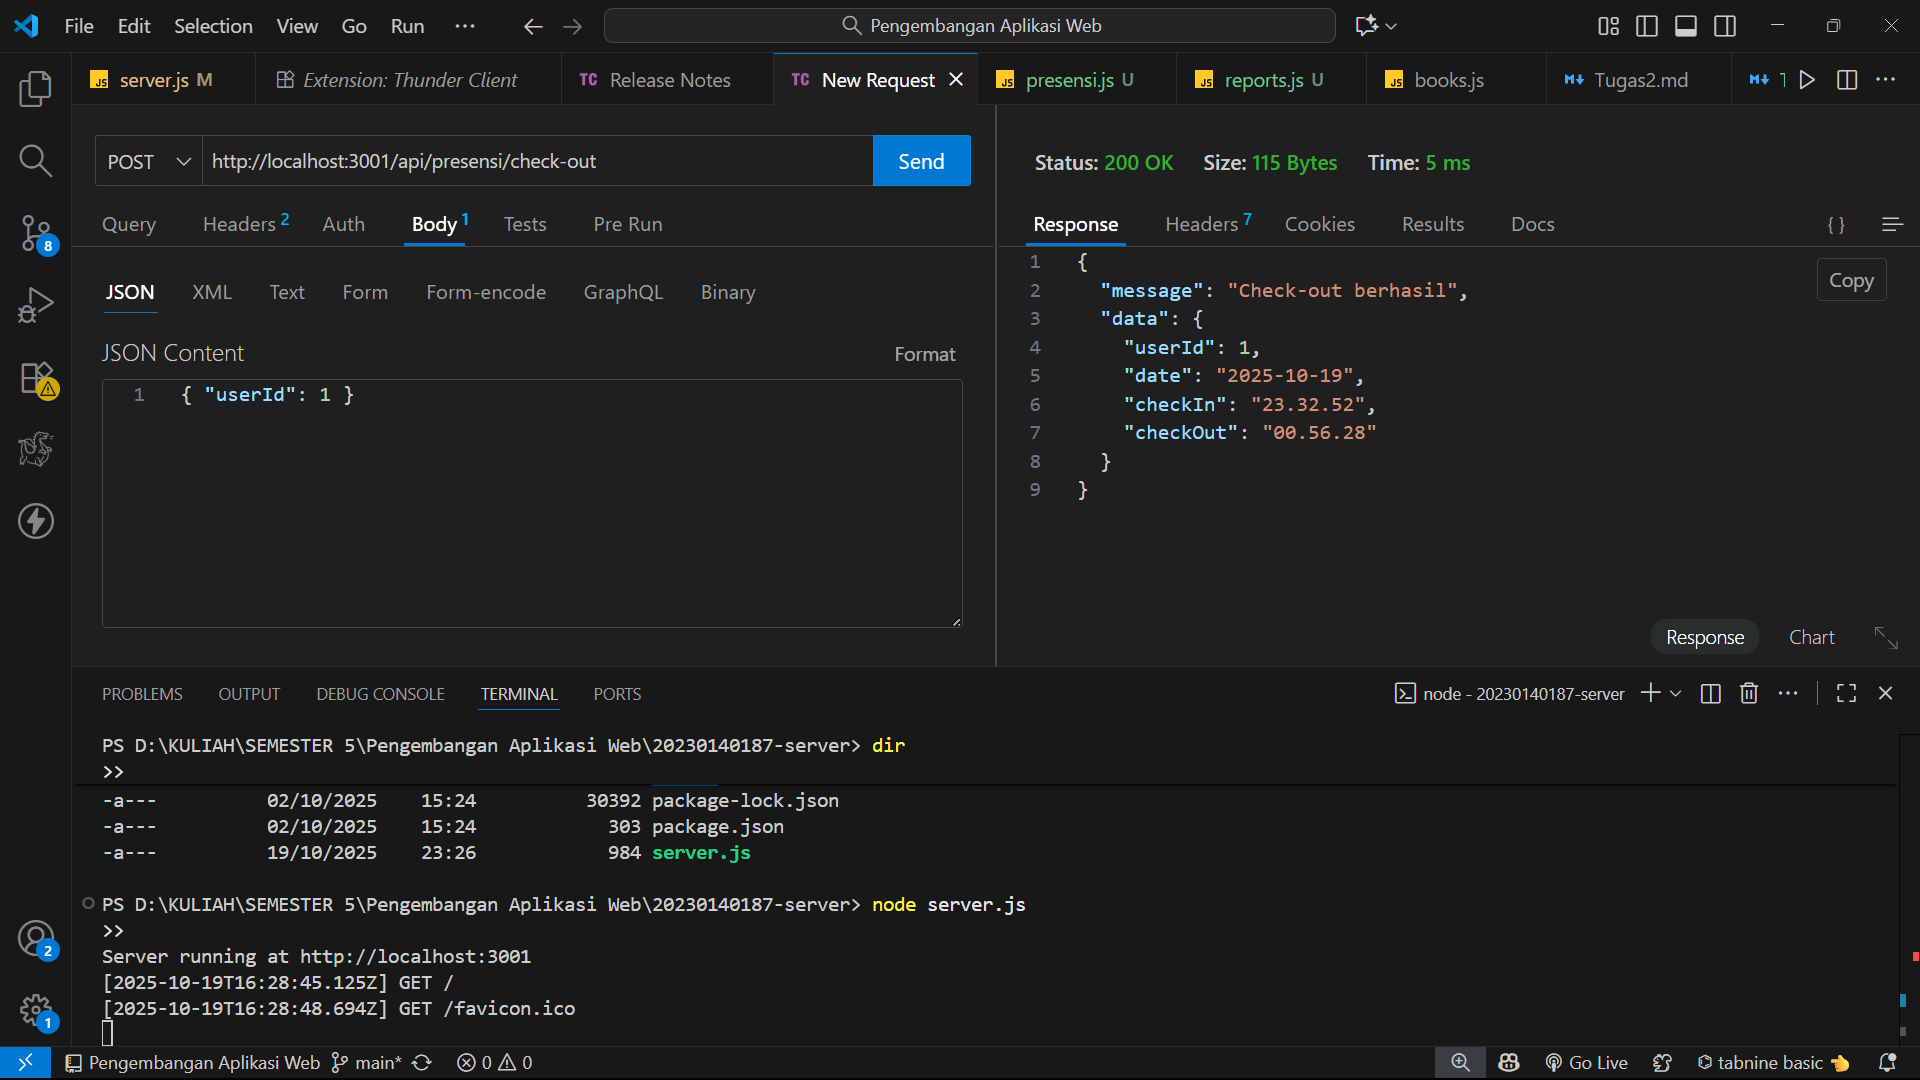 File Edit Selection View Go Run ··· Pengembangan Aplikasi Web
JS server.js M Extension: Thunder Client TC Release Notes TC New Request JS presensi.js U JS reports.js U JS books.js Tugas2.md
POST http://localhost:3001/api/presensi/check-out Send
Query Headers 2 Auth Body 1 Tests Pre Run
JSON XML Text Form Form-encode GraphQL Binary
JSON Content Format
1 { "userId": 1 }
Status: 200 OK Size: 115 Bytes Time: 5 ms
Response Headers 7 Cookies Results Docs { }
Copy
1 {
2 "message": "Check-out berhasil",
3 "data": {
4 "userId": 1,
5 "date": "2025-10-19",
6 "checkIn": "23.32.52",
7 "checkOut": "00.56.28"
8 }
9 }
Response Chart
8
2
1
PROBLEMS OUTPUT DEBUG CONSOLE TERMINAL PORTS node - 20230140187-server
PS D:\KULIAH\SEMESTER 5\Pengembangan Aplikasi Web\20230140187-server> dir
>>
-a--- 02/10/2025 15:24 30392 package-lock.json
-a--- 02/10/2025 15:24 303 package.json
-a--- 19/10/2025 23:26 984 server.js
PS D:\KULIAH\SEMESTER 5\Pengembangan Aplikasi Web\20230140187-server> node server.js
>>
Server running at http://localhost:3001
[2025-10-19T16:28:45.125Z] GET /
[2025-10-19T16:28:48.694Z] GET /favicon.ico
Pengembangan Aplikasi Web main* 0 0 Go Live tabnine basic